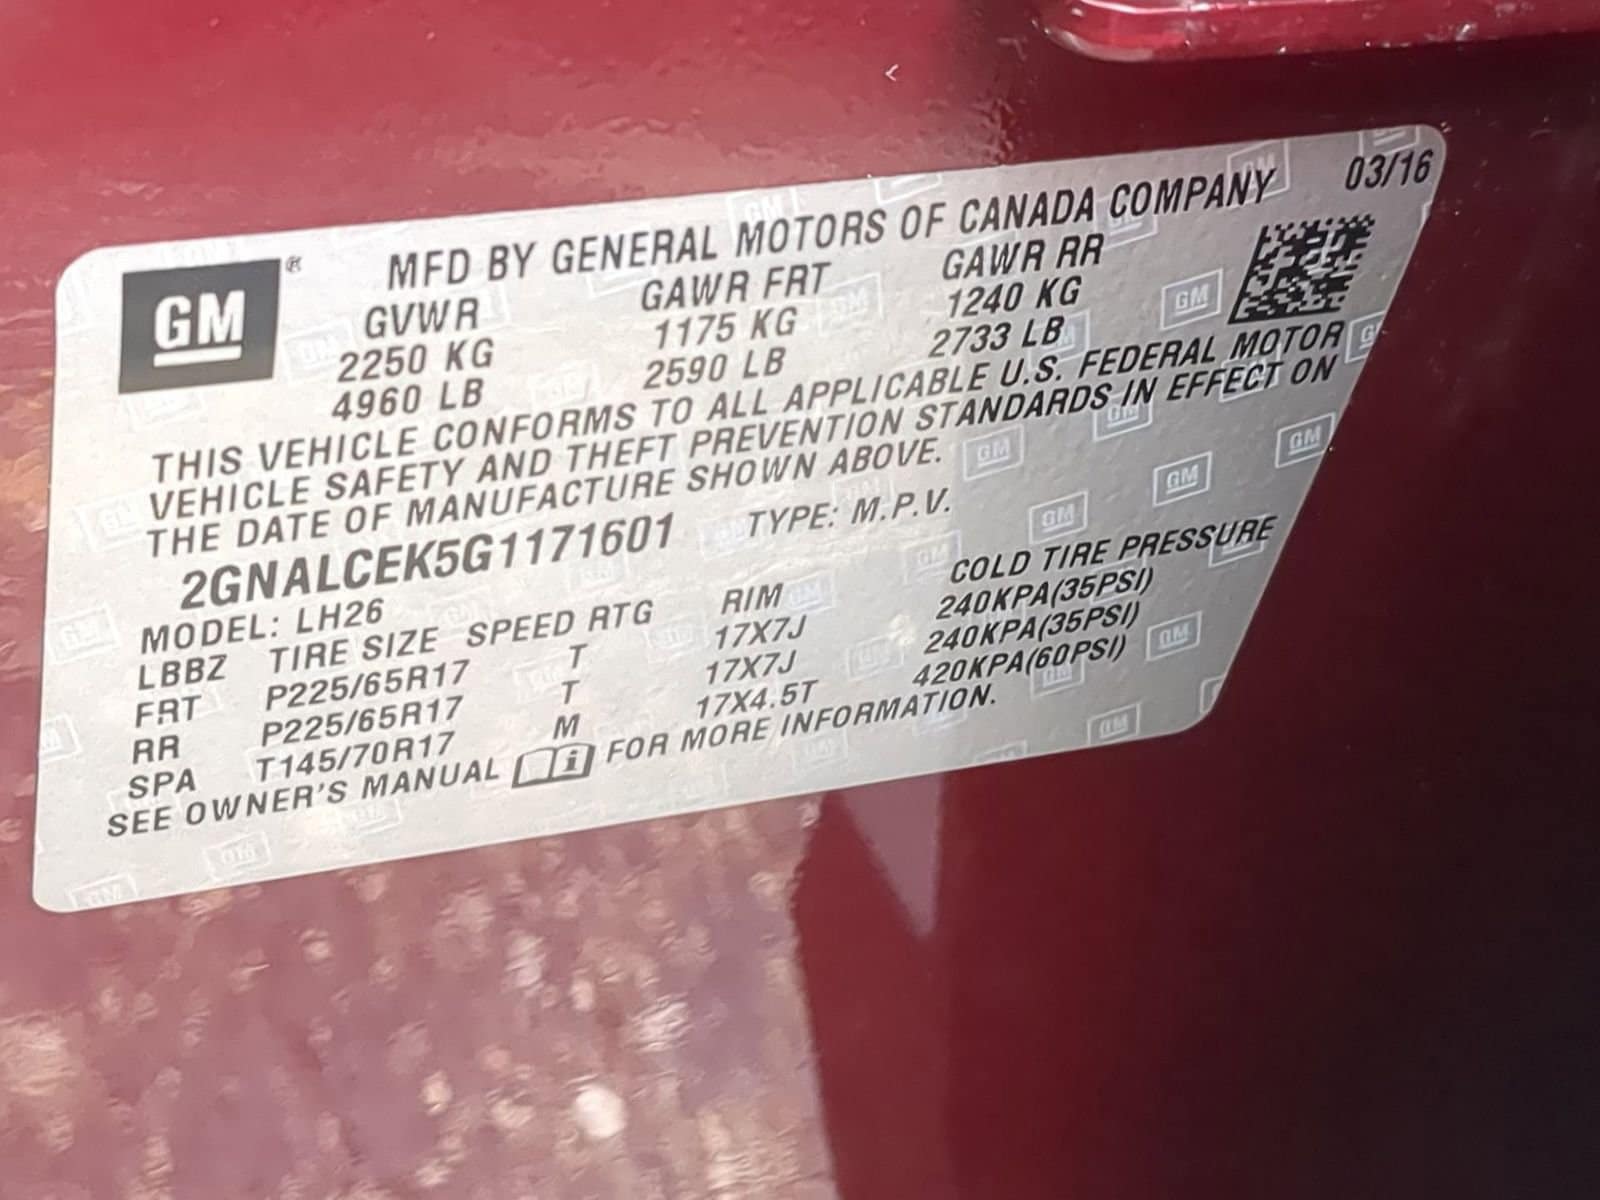 GM ® MFD BY GENERAL MOTORS OF CANADA COMPANY 03/16
GVWR GAWR FRT GAWR RR
2250 KG 1175 KG 1240 KG
4960 LB 2590 LB 2733 LB
THIS VEHICLE CONFORMS TO ALL APPLICABLE U.S. FEDERAL MOTOR
VEHICLE SAFETY AND THEFT PREVENTION STANDARDS IN EFFECT ON
THE DATE OF MANUFACTURE SHOWN ABOVE.
2GNALCEK5G1171601 TYPE: M.P.V.
MODEL: LH26
LBBZ TIRE SIZE SPEED RTG RIM COLD TIRE PRESSURE
FRT P225/65R17 T 17X7J 240KPA(35PSI)
RR P225/65R17 T 17X7J 240KPA(35PSI)
SPA T145/70R17 M 17X4.5T 420KPA(60PSI)
SEE OWNER'S MANUAL FOR MORE INFORMATION.